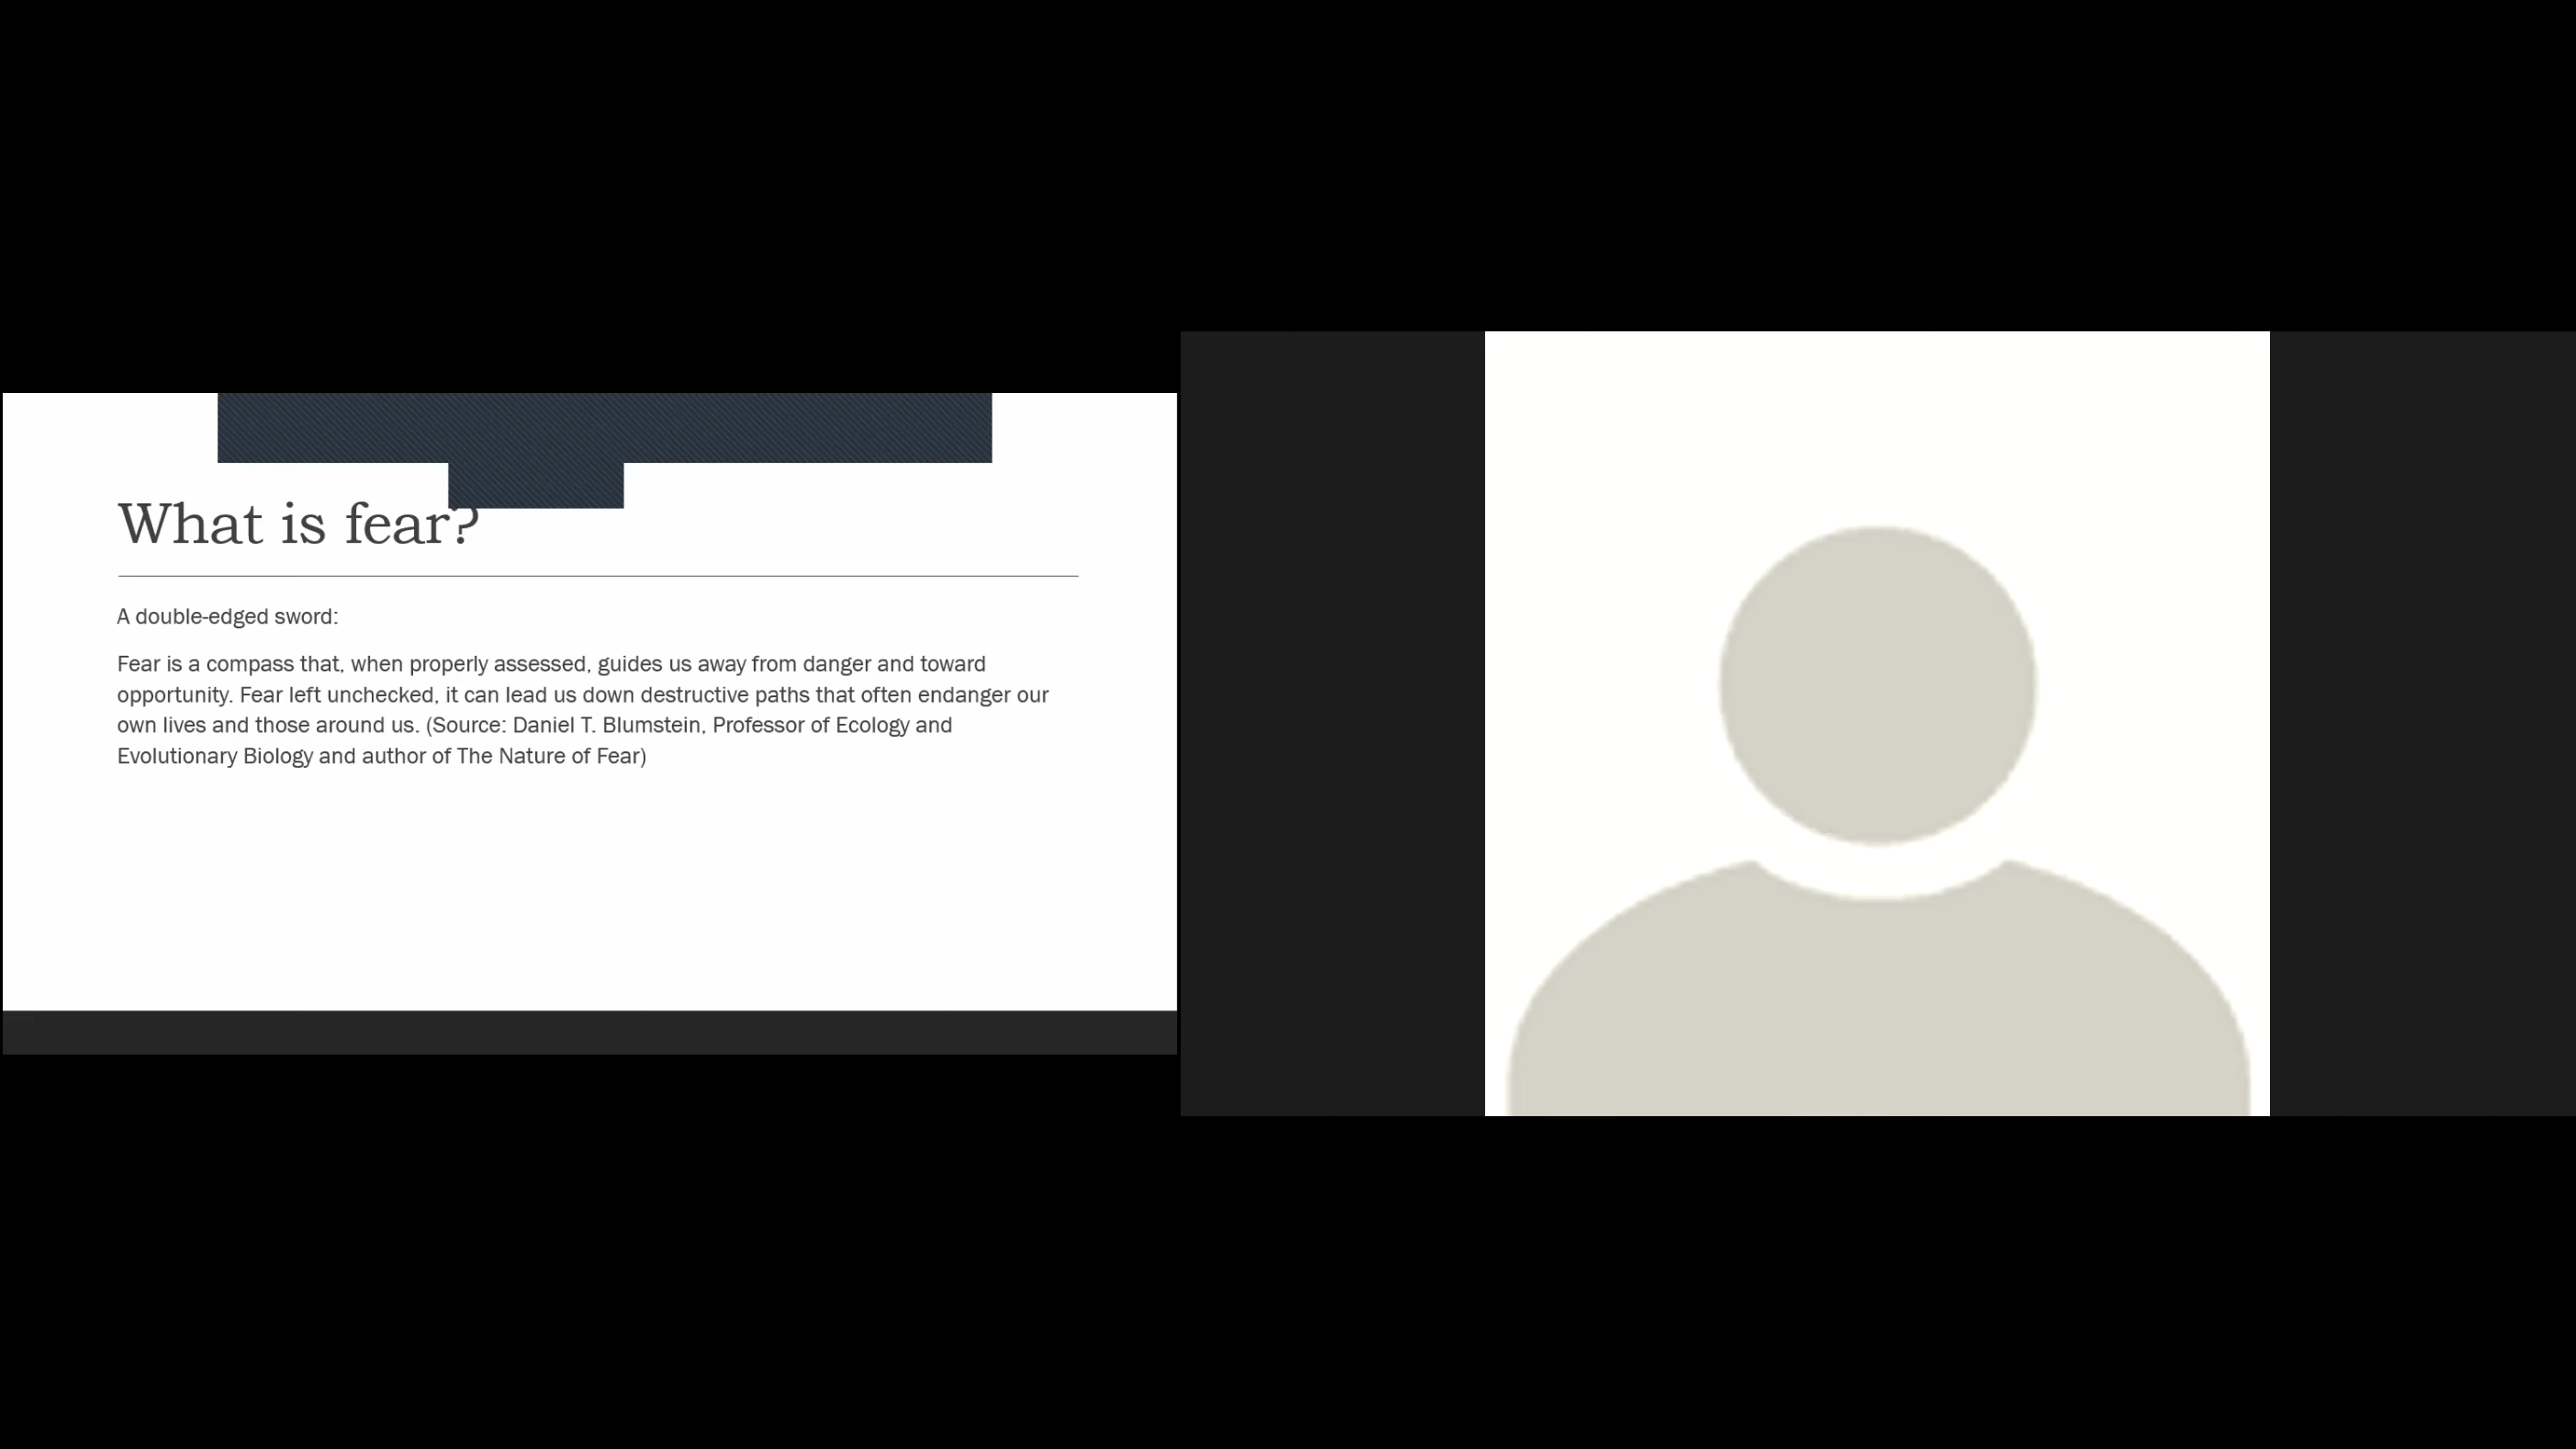 What is fear?
A double-edged sword:
Fear is a compass that, when properly assessed, guides us away from danger and toward
opportunity. Fear left unchecked, it can lead us down destructive paths that often endanger our
own lives and those around us. (Source: Daniel T. Blumstein, Professor of Ecology and
Evolutionary Biology and author of The Nature of Fear)